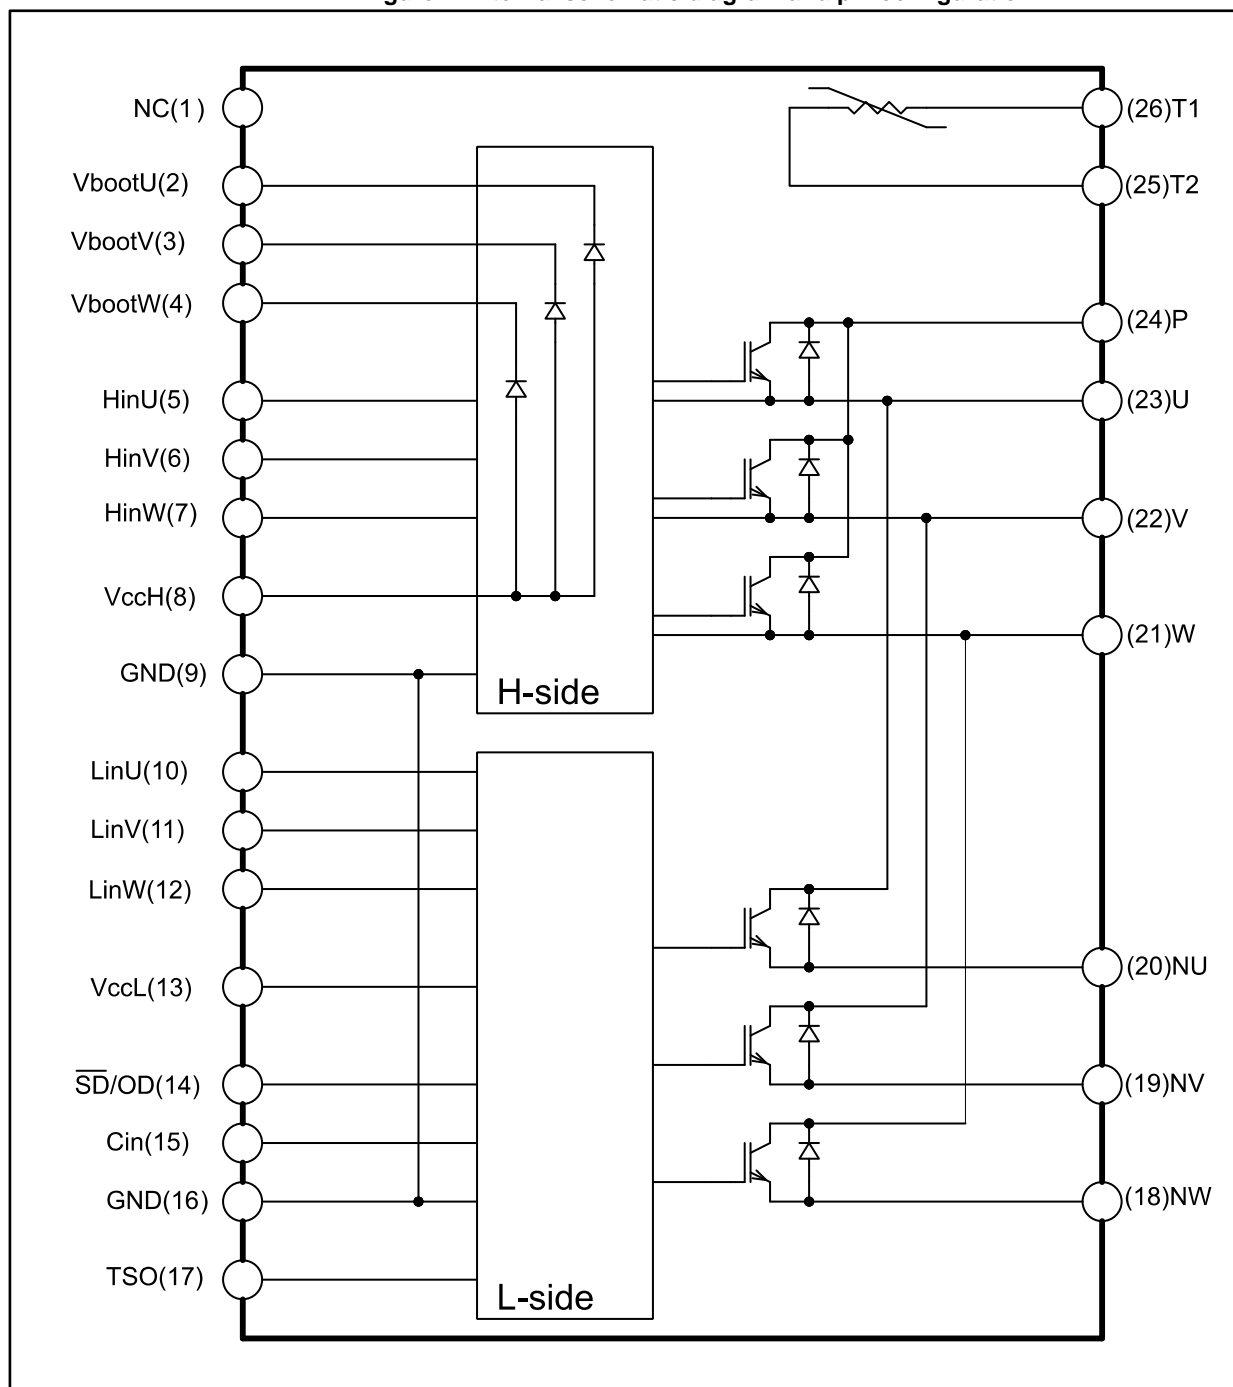 NC(1)
VbootU(2)
VbootV(3)
VbootW(4)
HinU(5)
HinV(6)
HinW(7)
VccH(8)
GND(9)
LinU(10)
LinV(11)
LinW(12)
VccL(13)
S̅D̅/OD(14)
Cin(15)
GND(16)
TSO(17)
H-side
L-side
(26)T1
(25)T2
(24)P
(23)U
(22)V
(21)W
(20)NU
(19)NV
(18)NW